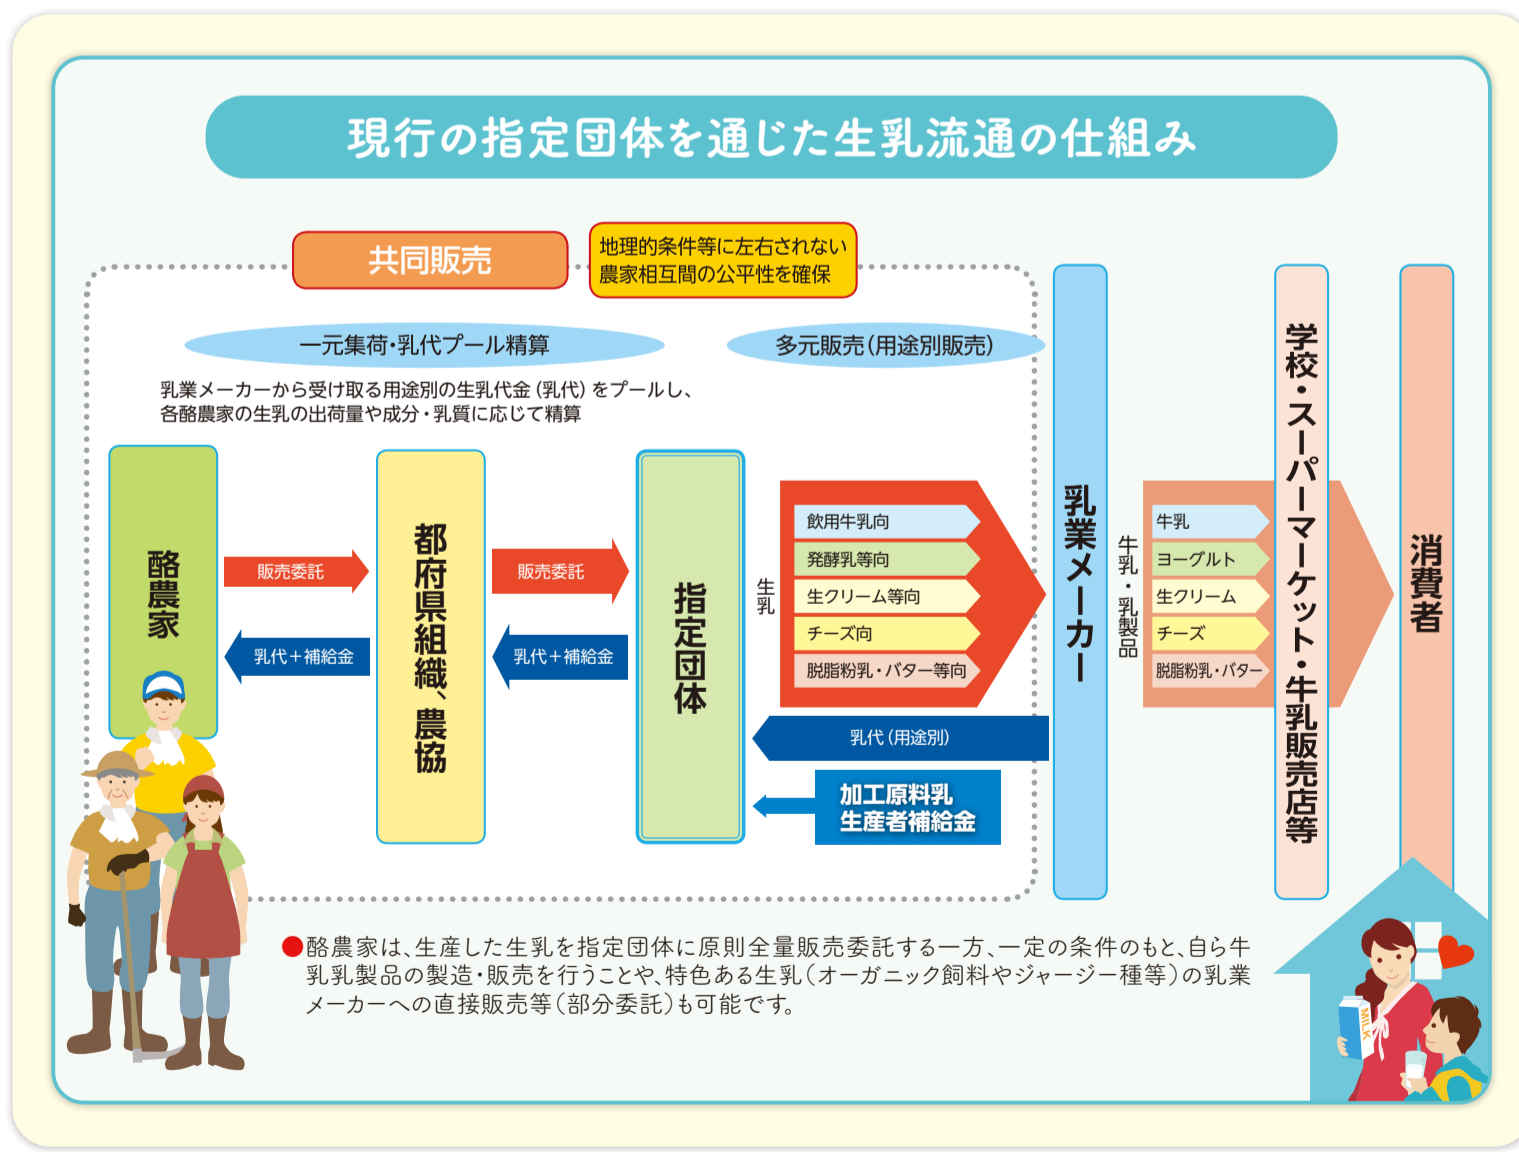 現行の指定団体を通じた生乳流通の仕組み
共同販売
地理的条件等に左右されない
農家相互間の公平性を確保
一元集荷・乳代プール精算
多元販売(用途別販売)
乳業メーカーから受け取る用途別の生乳代金(乳代)をプールし、
各酪農家の生乳の出荷量や成分・乳質に応じて精算
酪農家
販売委託
乳代+補給金
都府県組織、農協
販売委託
乳代+補給金
指定団体
生乳
飲用牛乳向
発酵乳等向
生クリーム等向
チーズ向
脱脂粉乳・バター等向
乳代(用途別)
加工原料乳
生産者補給金
乳業メーカー
牛乳・乳製品
牛乳
ヨーグルト
生クリーム
チーズ
脱脂粉乳・バター
学校・スーパーマーケット・牛乳販売店等
消費者
●酪農家は、生産した生乳を指定団体に原則全量販売委託する一方、一定の条件のもと、自ら牛
乳乳製品の製造・販売を行うことや、特色ある生乳(オーガニック飼料やジャージー種等)の乳業
メーカーへの直接販売等(部分委託)も可能です。
MILK